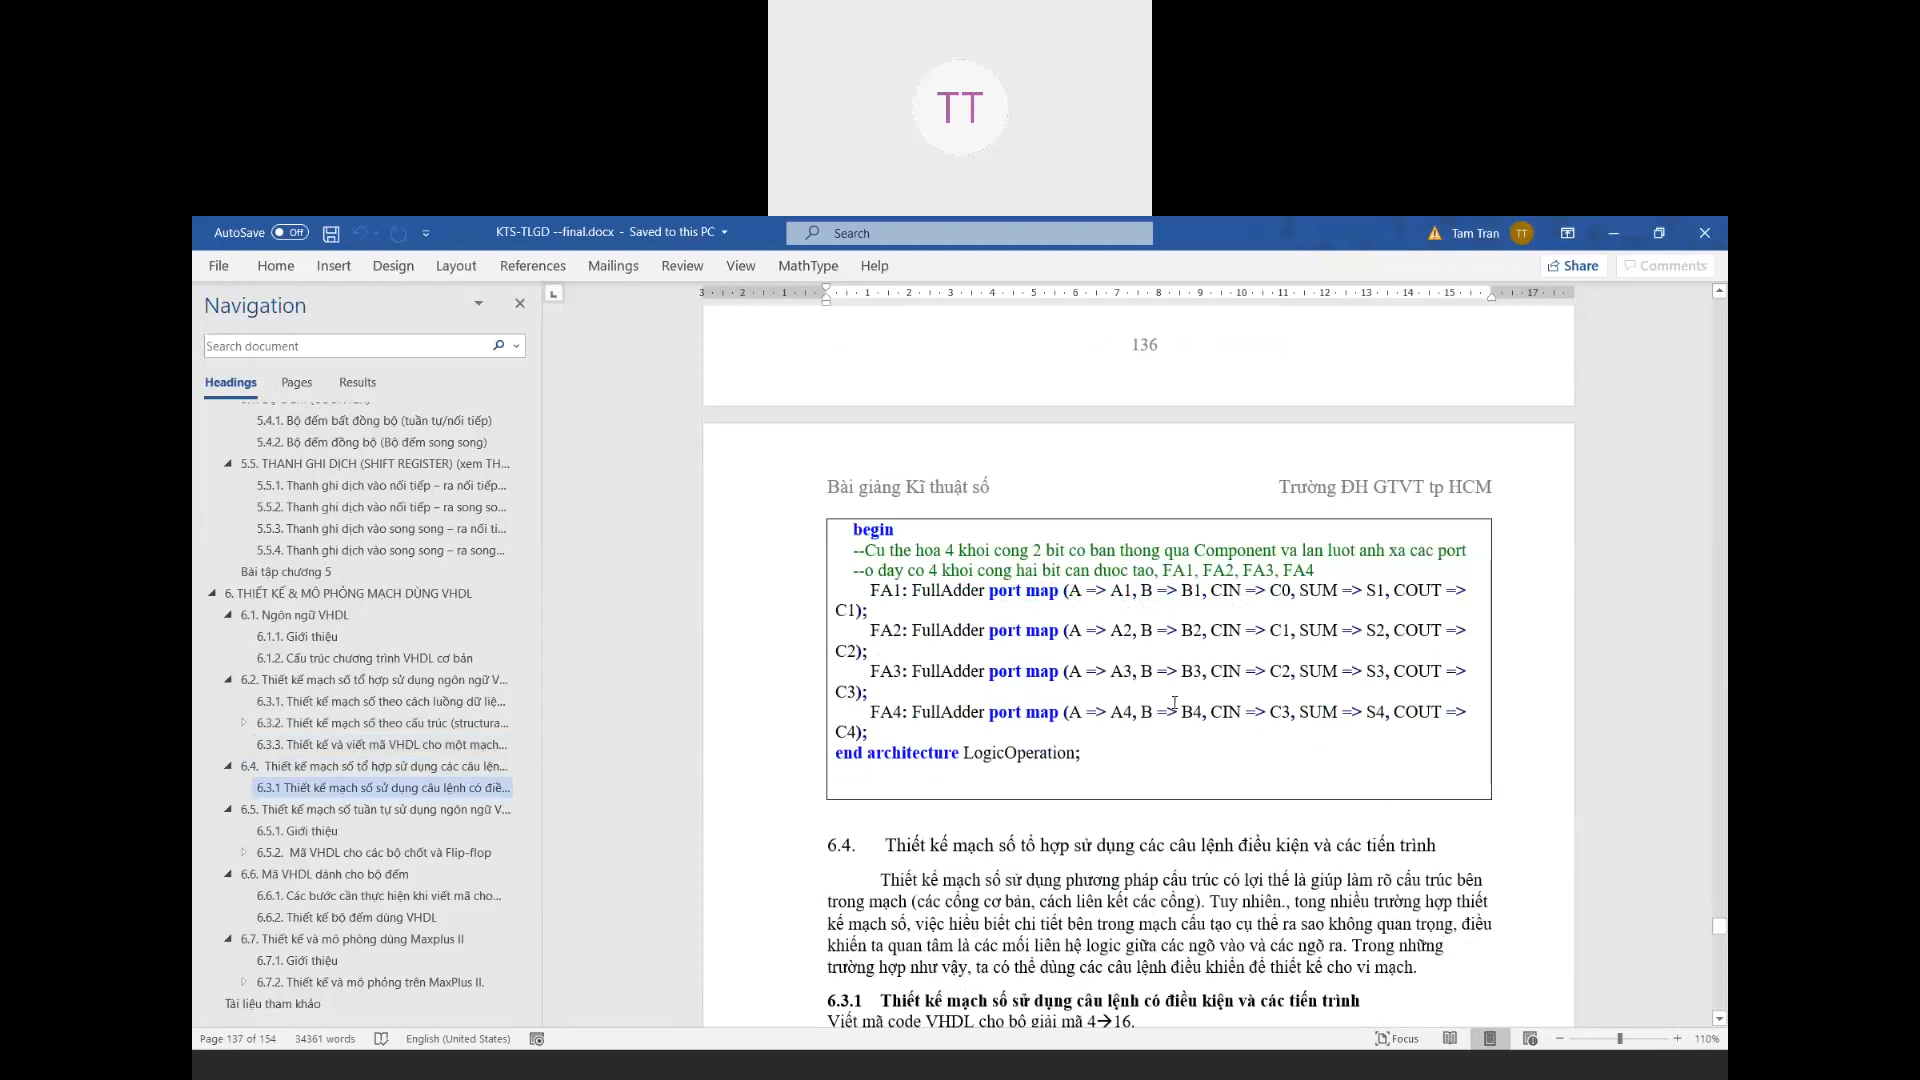 TT
AutoSave Off
KTS-TLGD --final.docx - Saved to this PC
Search
Tam Tran TT
File Home Insert Design Layout References Mailings Review View MathType Help
Share Comments
Navigation
Search document
Headings Pages Results
5.4.1. Bộ đếm bất đồng bộ (tuần tự/nối tiếp)
5.4.2. Bộ đếm đồng bộ (Bộ đếm song song)
5.5. THANH GHI DỊCH (SHIFT REGISTER) (xem TH...
5.5.1. Thanh ghi dịch vào nối tiếp – ra nối tiếp...
5.5.2. Thanh ghi dịch vào nối tiếp – ra song so...
5.5.3. Thanh ghi dịch vào song song – ra nối ti...
5.5.4. Thanh ghi dịch vào song song – ra song...
Bài tập chương 5
6. THIẾT KẾ & MÔ PHỎNG MẠCH DÙNG VHDL
6.1. Ngôn ngữ VHDL
6.1.1. Giới thiệu
6.1.2. Cấu trúc chương trình VHDL cơ bản
6.2. Thiết kế mạch số tổ hợp sử dụng ngôn ngữ V...
6.3.1. Thiết kế mạch số theo cách luồng dữ liệ...
6.3.2. Thiết kế mạch số theo cấu trúc (structura...
6.3.3. Thiết kế và viết mã VHDL cho một mạch...
6.4. Thiết kế mạch số tổ hợp sử dụng các câu lện...
6.3.1 Thiết kế mạch số sử dụng câu lệnh có điề...
6.5. Thiết kế mạch số tuần tự sử dụng ngôn ngữ V...
6.5.1. Giới thiệu
6.5.2. Mã VHDL cho các bộ chốt và Flip-flop
6.6. Mã VHDL dành cho bộ đếm
6.6.1. Các bước cần thực hiện khi viết mã cho...
6.6.2. Thiết kế bộ đếm dùng VHDL
6.7. Thiết kế và mô phỏng dùng Maxplus II
6.7.1. Giới thiệu
6.7.2. Thiết kế và mô phỏng trên MaxPlus II.
Tài liệu tham khảo
3 2 1 1 2 3 4 5 6 7 8 9 10 11 12 13 14 15 17
136
Bài giảng Kĩ thuật số Trường ĐH GTVT tp HCM
begin
--Cu the hoa 4 khoi cong 2 bit co ban thong qua Component va lan luot anh xa cac port
--o day co 4 khoi cong hai bit can duoc tao, FA1, FA2, FA3, FA4
FA1: FullAdder port map (A => A1, B => B1, CIN => C0, SUM => S1, COUT =>
C1);
FA2: FullAdder port map (A => A2, B => B2, CIN => C1, SUM => S2, COUT =>
C2);
FA3: FullAdder port map (A => A3, B => B3, CIN => C2, SUM => S3, COUT =>
C3);
FA4: FullAdder port map (A => A4, B => B4, CIN => C3, SUM => S4, COUT =>
C4);
end architecture LogicOperation;
6.4. Thiết kế mạch số tổ hợp sử dụng các câu lệnh điều kiện và các tiến trình
Thiết kế mạch số sử dụng phương pháp cấu trúc có lợi thế là giúp làm rõ cấu trúc bên
trong mạch (các cổng cơ bản, cách liên kết các cổng). Tuy nhiên., tong nhiều trường hợp thiết
kế mạch số, việc hiểu biết chi tiết bên trong mạch cấu tạo cụ thể ra sao không quan trọng, điều
khiến ta quan tâm là các mối liên hệ logic giữa các ngõ vào và các ngõ ra. Trong những
trường hợp như vậy, ta có thể dùng các câu lệnh điều khiển để thiết kế cho vi mạch.
6.3.1 Thiết kế mạch số sử dụng câu lệnh có điều kiện và các tiến trình
Viết mã code VHDL cho bộ giải mã 4→16.
Page 137 of 154 34361 words English (United States) Focus 110%